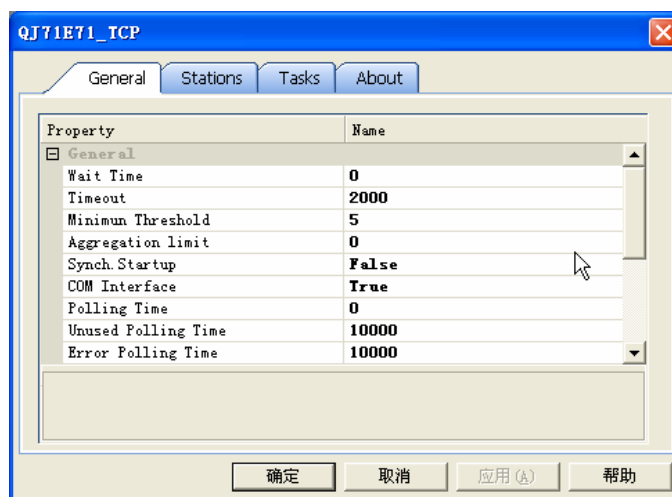 QJ71E71_TCP
General Stations Tasks About
Property Name
General
Wait Time 0
Timeout 2000
Minimun Threshold 5
Aggregation limit 0
Synch.Startup False
COM Interface True
Polling Time 0
Unused Polling Time 10000
Error Polling Time 10000
确定 取消 应用(A) 帮助